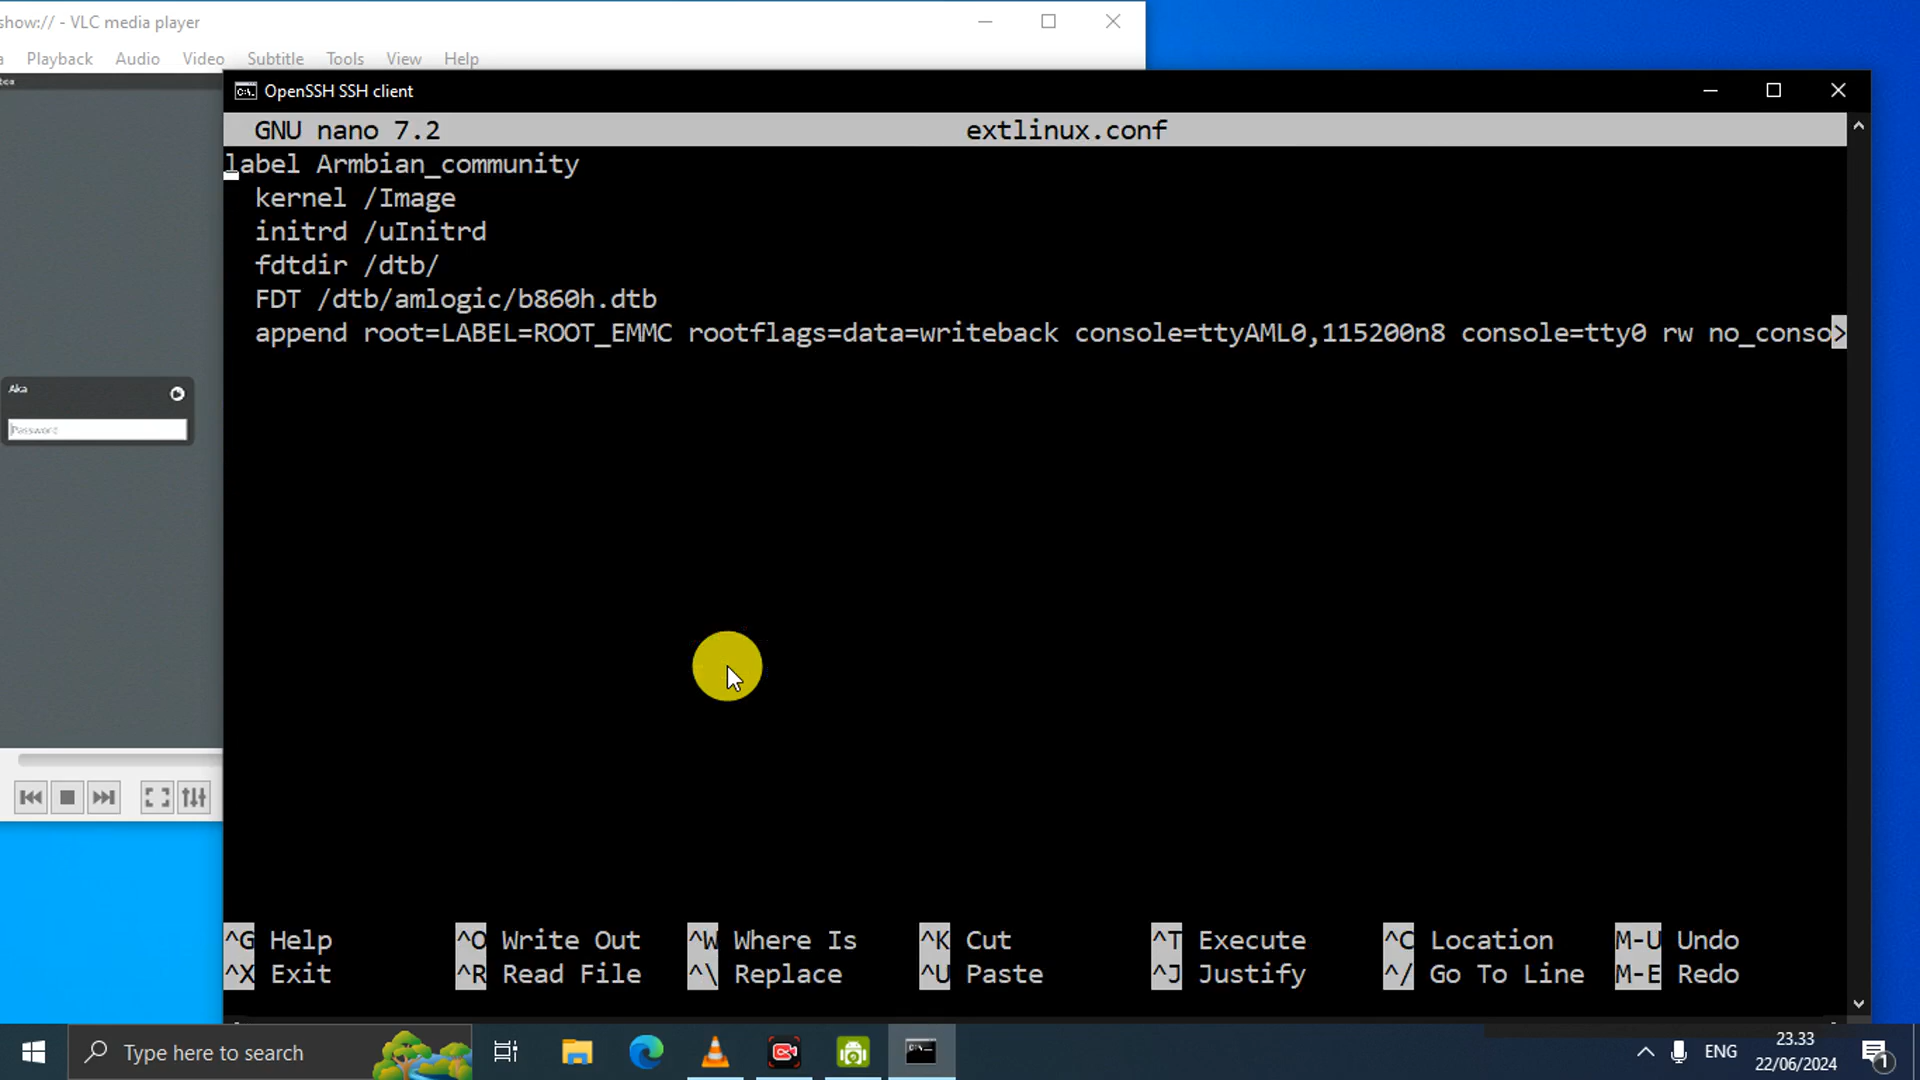 show:// - VLC media player
Playback Audio Video Subtitle Tools View Help
OpenSSH SSH client
GNU nano 7.2 extlinux.conf
label Armbian_community
kernel /Image
initrd /uInitrd
fdtdir /dtb/
FDT /dtb/amlogic/b860h.dtb
append root=LABEL=ROOT_EMMC rootflags=data=writeback console=ttyAML0,115200n8 console=tty0 rw no_conso>
Aka
Password
^G Help ^O Write Out ^W Where Is ^K Cut ^T Execute ^C Location M-U Undo
^X Exit ^R Read File ^\ Replace ^U Paste ^J Justify ^/ Go To Line M-E Redo
Type here to search
ENG
23.33
22/06/2024
1